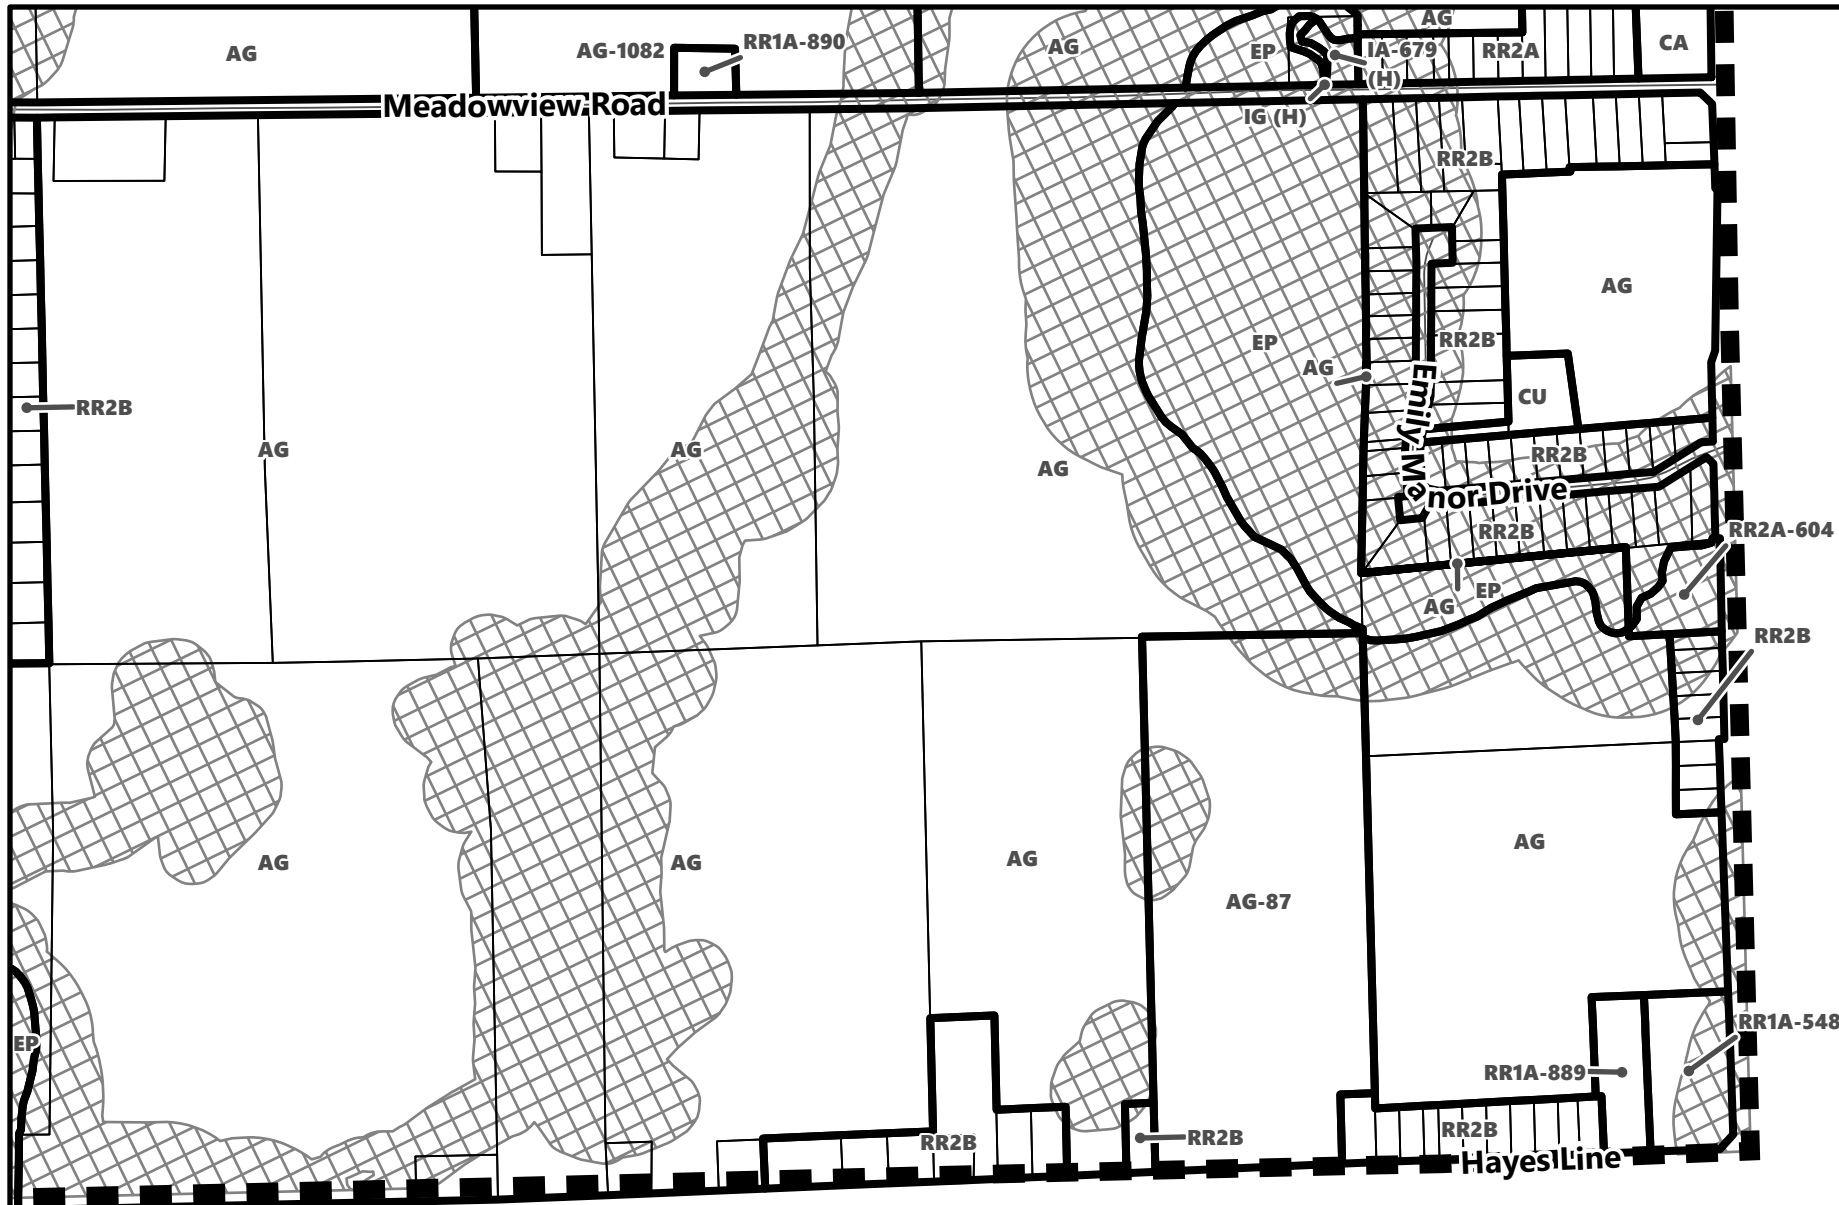 AG
AG-1082
RR1A-890
AG
EP
AG
IA-679
(H)
RR2A
CA
Meadowview Road
IG (H)
RR2B
AG
EP
RR2B
AG
CU
RR2B
AG
AG
AG
RR2B
Emily Manor Drive
RR2B
RR2A-604
EP
AG
RR2B
AG
AG
AG
AG
AG-87
EP
RR1A-548
RR1A-889
RR2B
RR2B
RR2B
Hayes Line